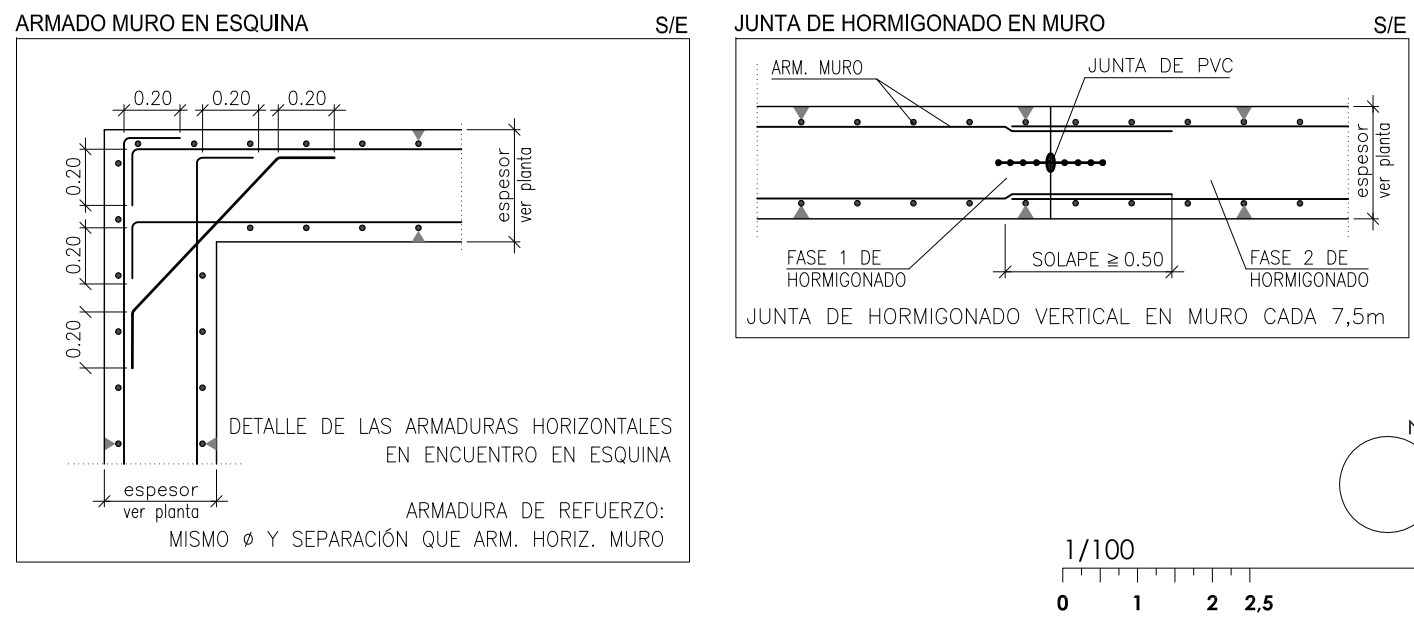 ARMADO MURO EN ESQUINA S/E
0.20 0.20 0.20
0.20
0.20
0.20
espesor
ver planta
espesor
ver planta
DETALLE DE LAS ARMADURAS HORIZONTALES
EN ENCUENTRO EN ESQUINA
ARMADURA DE REFUERZO:
MISMO ø Y SEPARACIÓN QUE ARM. HORIZ. MURO
JUNTA DE HORMIGONADO EN MURO S/E
ARM. MURO
JUNTA DE PVC
espesor
ver planta
FASE 1 DE
HORMIGONADO
SOLAPE ≥ 0.50
FASE 2 DE
HORMIGONADO
JUNTA DE HORMIGONADO VERTICAL EN MURO CADA 7,5m
1/100
0 1 2 2,5